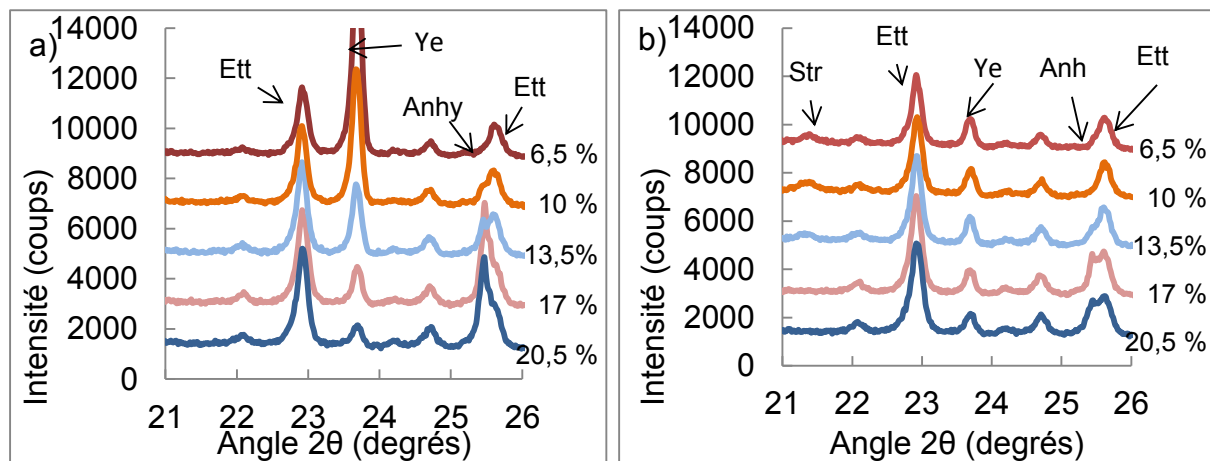 a)
Intensité (coups)
14000
12000
10000
8000
6000
4000
2000
0
Ett
Ye
Anhy
Ett
6,5 %
10 %
13,5%
17 %
20,5 %
21 22 23 24 25 26
Angle 2θ (degrés)
b)
Intensité (coups)
14000
12000
10000
8000
6000
4000
2000
0
Str
Ett
Ye
Anh
Ett
6,5 %
10 %
13,5%
17 %
20,5 %
21 22 23 24 25 26
Angle 2θ (degrés)